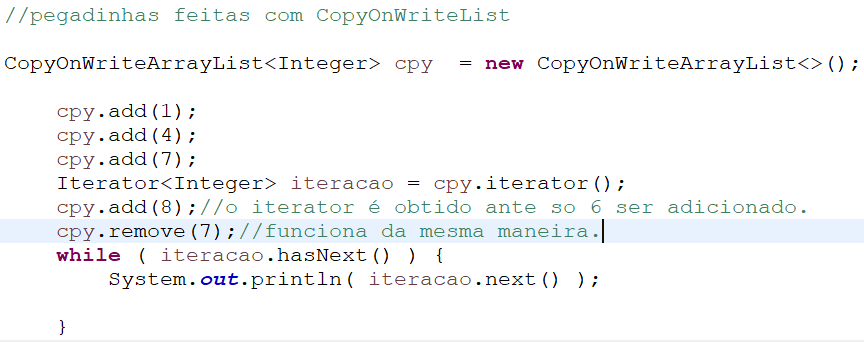 //pegadinhas feitas com CopyOnWriteList
CopyOnWriteArrayList<Integer> cpy  = new CopyOnWriteArrayList<>();
cpy.add(1);
cpy.add(4);
cpy.add(7);
Iterator<Integer> iteracao = cpy.iterator();
cpy.add(8);//o iterator é obtido ante so 6 ser adicionado.
cpy.remove(7);//funciona da mesma maneira.
while ( iteracao.hasNext() ) {
System.out.println( iteracao.next() );
}